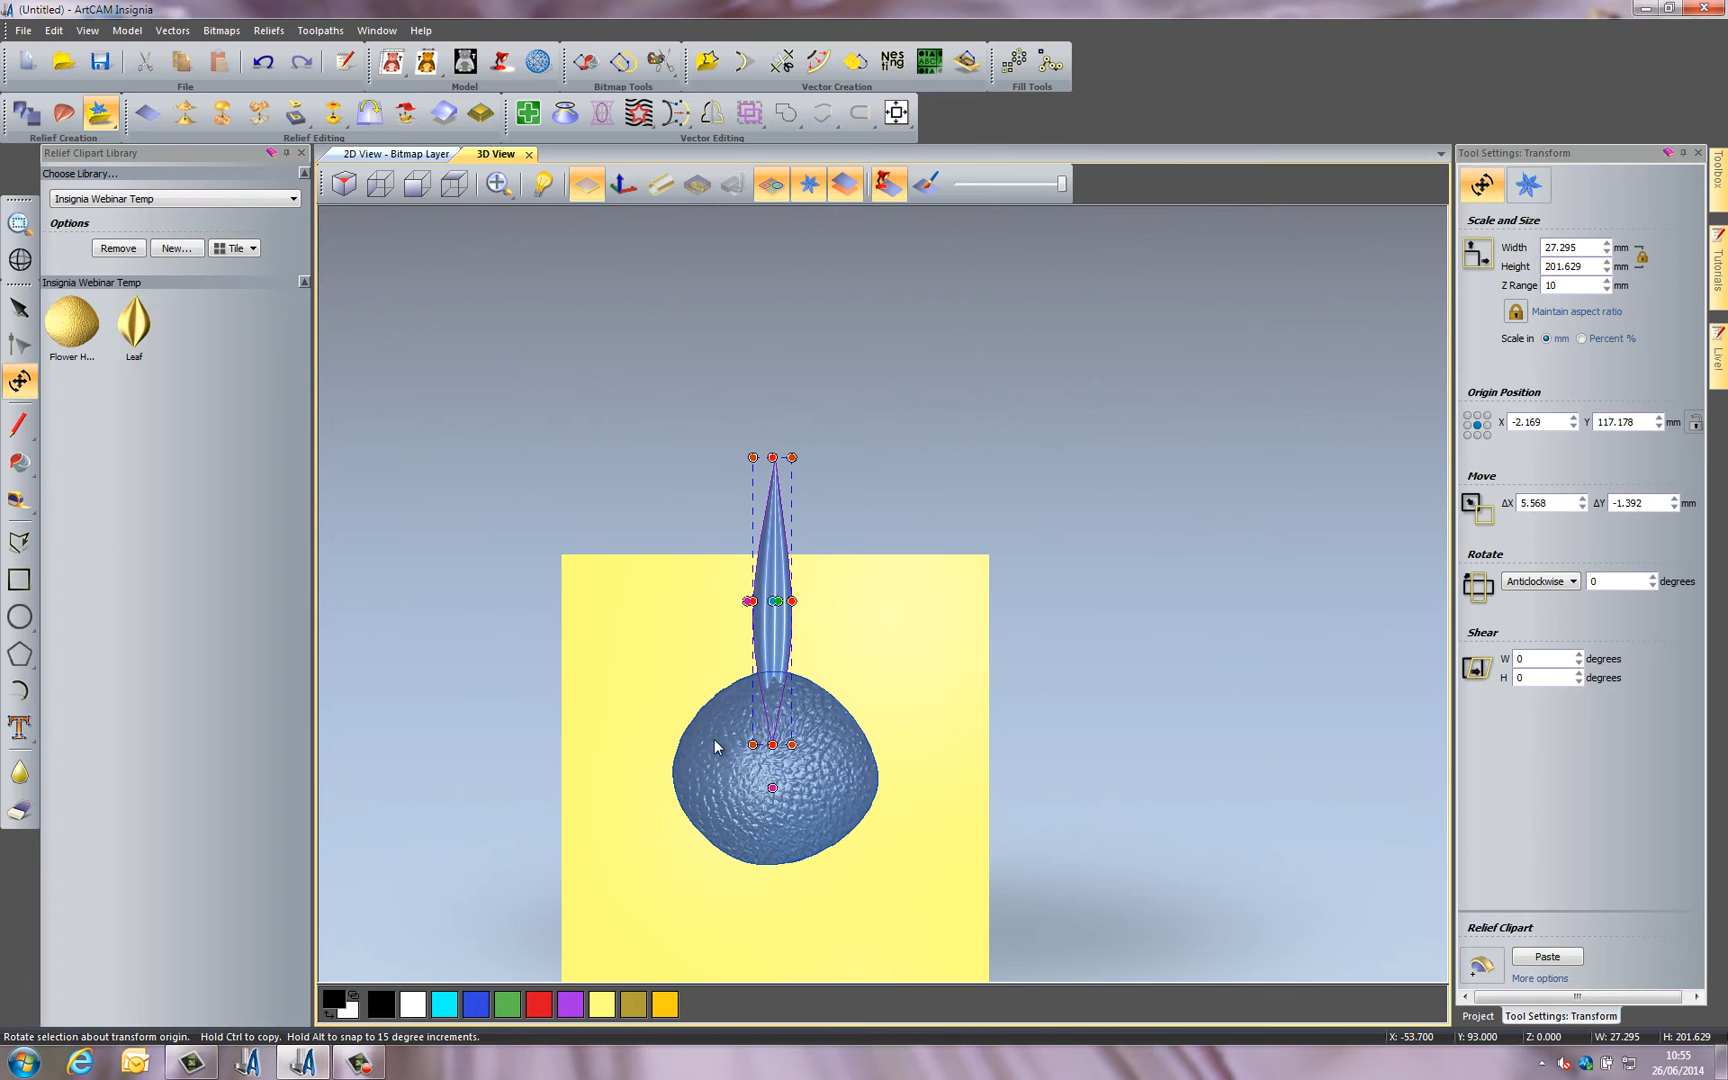 (Untitled) - ArtCAM Insignia
File Edit View Model Vectors Bitmaps Reliefs Toolpaths Window Help
File Model Bitmap Tools Vector Creation Fill Tools
Relief Creation Relief Editing Vector Editing
Relief Clipart Library
2D View - Bitmap Layer 3D View
Tool Settings: Transform
Choose Library...
Insignia Webinar Temp
Options
Remove New... Tile
Insignia Webinar Temp
Flower H... Leaf
Scale and Size
Width 27.295 mm
Height 201.629 mm
Z Range 10 mm
Maintain aspect ratio
Scale in mm Percent %
Origin Position
X -2.169 Y 117.178 mm
Move
ΔX 5.568 ΔY -1.392 mm
Rotate
Anticlockwise 0 degrees
Shear
W 0 degrees
H 0 degrees
Relief Clipart
Paste
More options
Project Tool Settings: Transform
Toolbox
Tutorials
Live!
Rotate selection about transform origin. Hold Ctrl to copy. Hold Alt to snap to 15 degree increments.
X: -53.700 Y: 93.000 Z: 0.000 W: 27.295 H: 201.629
10:55
26/06/2014